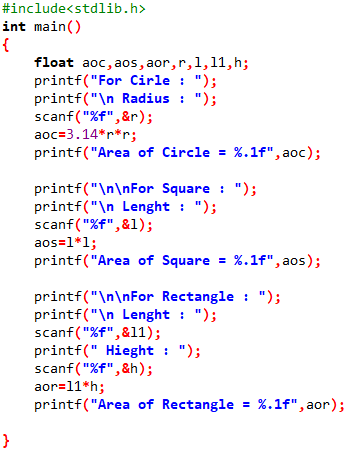 #include<stdlib.h>
int main()
{
float aoc,aos,aor,r,l,l1,h;
printf("For Cirle : ");
printf("\n Radius : ");
scanf("%f",&r);
aoc=3.14*r*r;
printf("Area of Circle = %.1f",aoc);
printf("\n\nFor Square : ");
printf("\n Lenght : ");
scanf("%f",&l);
aos=l*l;
printf("Area of Square = %.1f",aos);
printf("\n\nFor Rectangle : ");
printf("\n Lenght : ");
scanf("%f",&l1);
printf(" Hieght : ");
scanf("%f",&h);
aor=l1*h;
printf("Area of Rectangle = %.1f",aor);
}